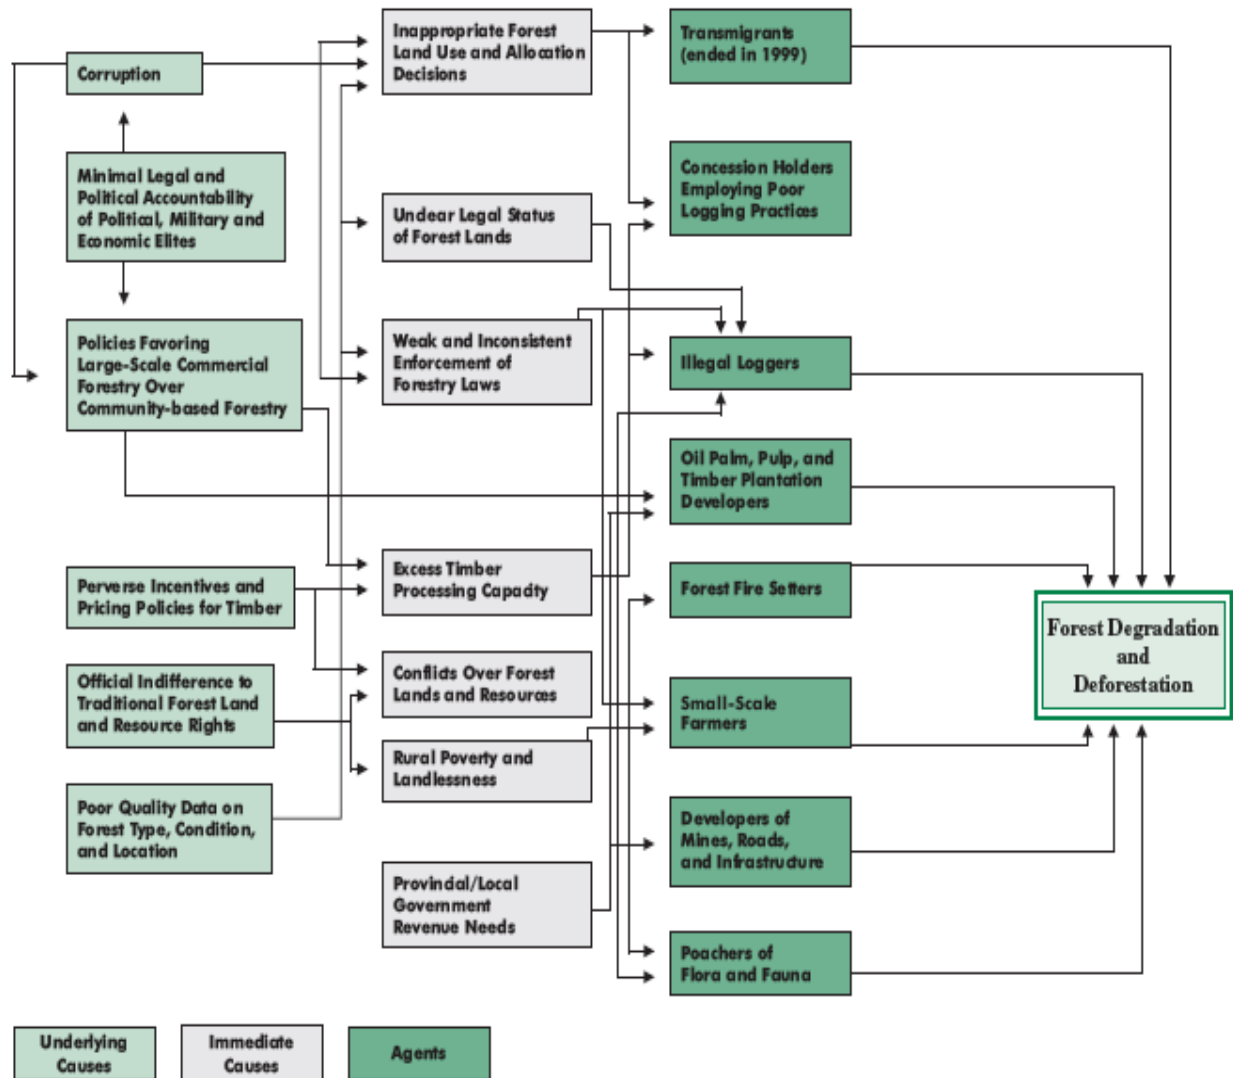 Corruption
Minimal Legal and
Political Accountability
of Political, Military and
Economic Elites
Policies Favoring
Large-Scale Commercial
Forestry Over
Community-based Forestry
Perverse Incentives and
Pricing Policies for Timber
Official Indifference to
Traditional Forest Land
and Resource Rights
Poor Quality Data on
Forest Type, Condition,
and Location
Inappropriate Forest
Land Use and Allocation
Decisions
Undear Legal Status
of Forest Lands
Weak and Inconsistent
Enforcement of
Forestry Laws
Excess Timber
Processing Capacity
Conflicts Over Forest
Lands and Resources
Rural Poverty and
Landlessness
Provincial/Local
Government
Revenue Needs
Transmigrants
(ended in 1999)
Concession Holders
Employing Poor
Logging Practices
Illegal Loggers
Oil Palm, Pulp, and
Timber Plantation
Developers
Forest Fire Setters
Small-Scale
Farmers
Developers of
Mines, Roads,
and Infrastructure
Poachers of
Flora and Fauna
Forest Degradation
and
Deforestation
Underlying
Causes
Immediate
Causes
Agents